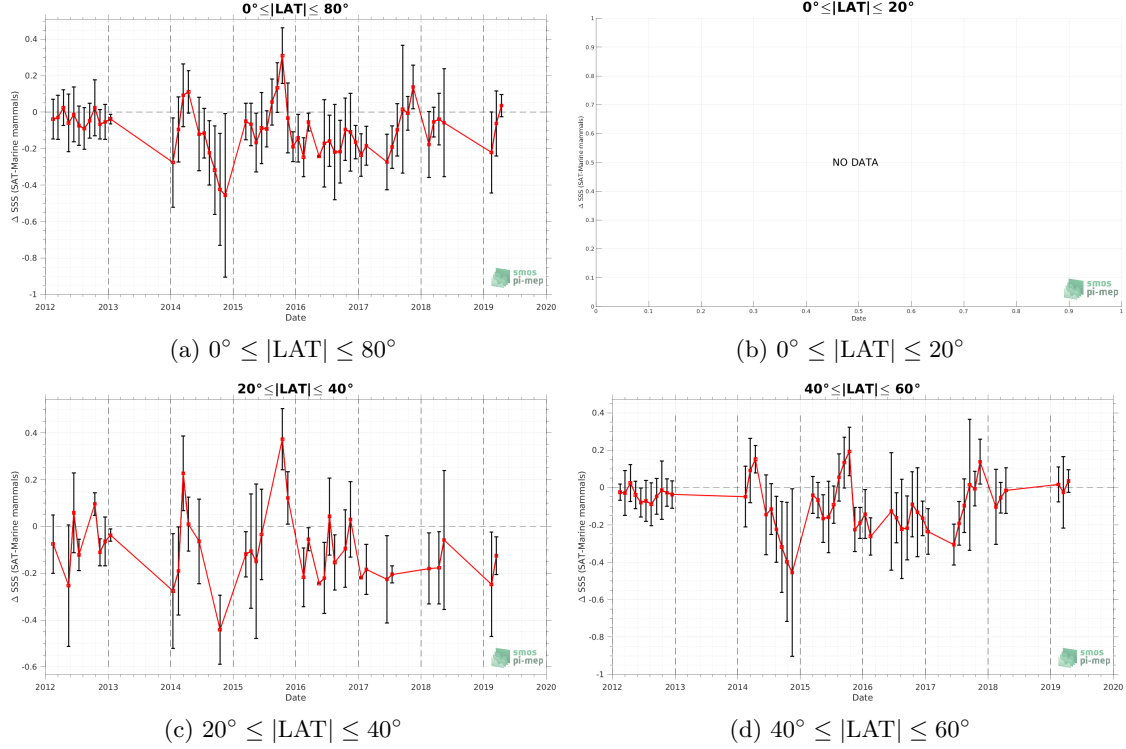 0°≤|LAT|≤ 80°
Δ SSS (SAT-Marine mammals)
0.4
0.2
0
-0.2
-0.4
-0.6
-0.8
-1
2012 2013 2014 2015 2016 2017 2018 2019 2020
Date
smos
pi-mep
(a) 0° ≤ |LAT| ≤ 80°
0°≤|LAT|≤ 20°
Δ SSS (SAT-Marine mammals)
1
0.9
0.8
0.7
0.6
0.5
0.4
0.3
0.2
0.1
0
NO DATA
0 0.1 0.2 0.3 0.4 0.5 0.6 0.7 0.8 0.9 1
Date
smos
pi-mep
(b) 0° ≤ |LAT| ≤ 20°
20°≤|LAT|≤ 40°
Δ SSS (SAT-Marine mammals)
0.4
0.2
0
-0.2
-0.4
-0.6
2012 2013 2014 2015 2016 2017 2018 2019 2020
Date
smos
pi-mep
(c) 20° ≤ |LAT| ≤ 40°
40°≤|LAT|≤ 60°
Δ SSS (SAT-Marine mammals)
0.4
0.2
0
-0.2
-0.4
-0.6
-0.8
-1
2012 2013 2014 2015 2016 2017 2018 2019 2020
Date
smos
pi-mep
(d) 40° ≤ |LAT| ≤ 60°